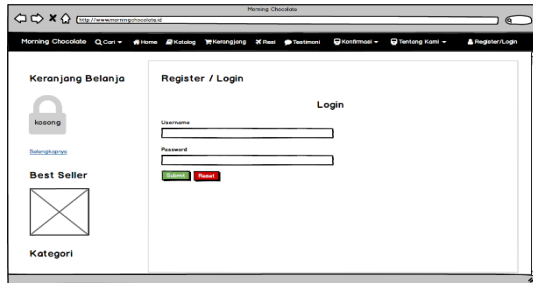 Morning Chocolate
http://www.morningchocolate.id
Morning Chocolate Cari Home Katalog Keranjang Resi Testimoni Konfirmasi Tentang Kami Register/Login
Keranjang Belanja
kosong
Selengkapnya
Best Seller
Kategori
Register / Login
Login
Username
Password
Submit Reset